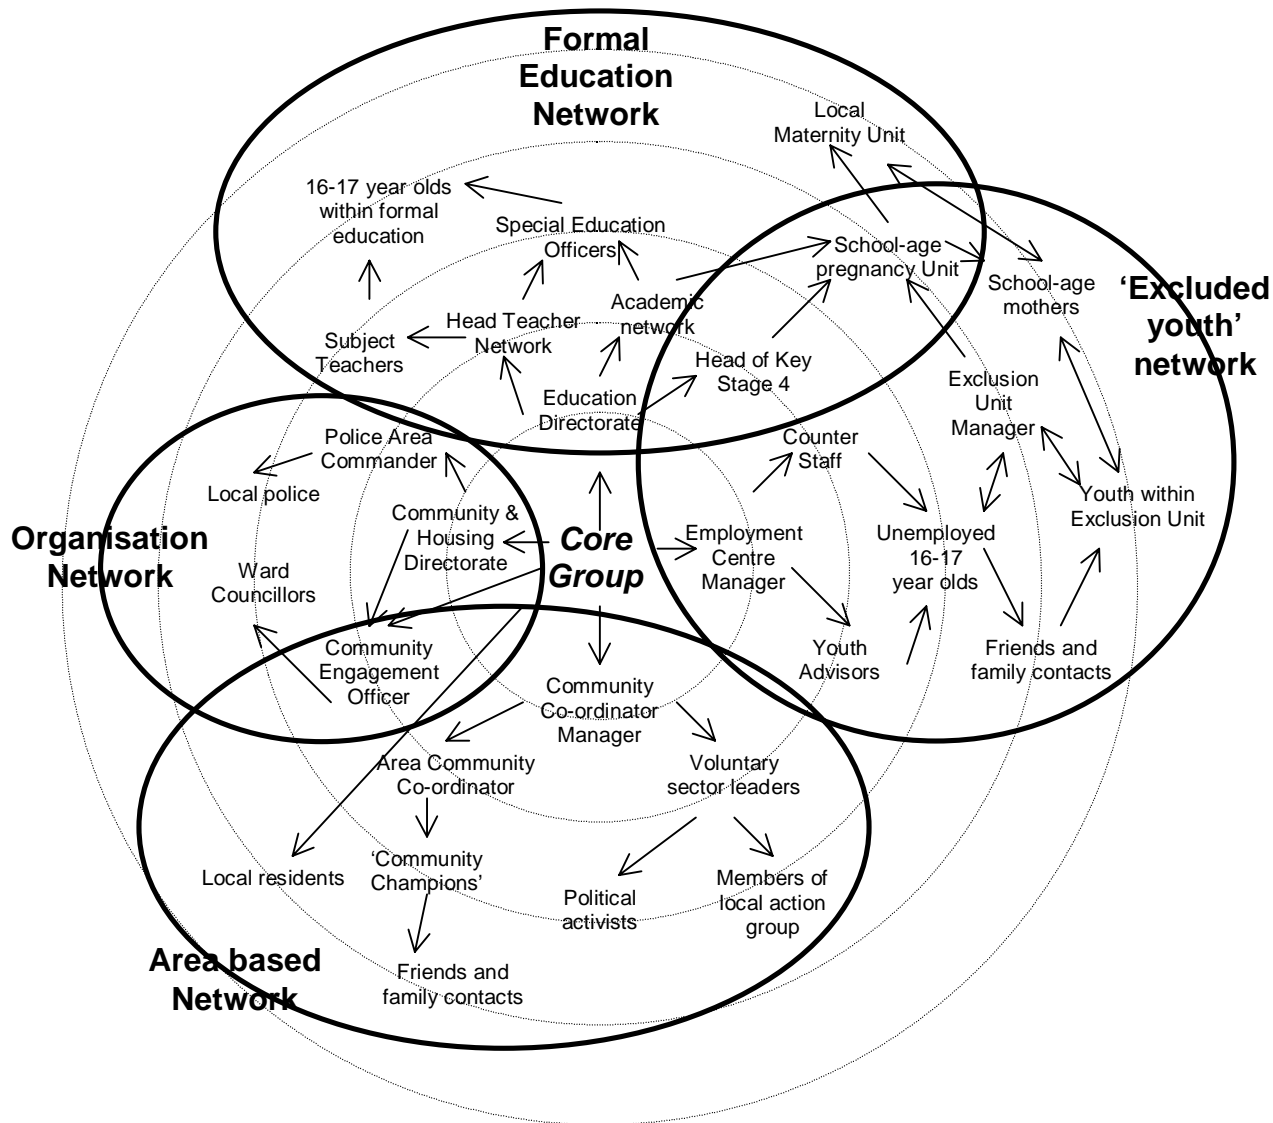 Formal
Education
Network
Local
Maternity Unit
16-17 year olds
within formal
education
Special Education
Officers
School-age
pregnancy Unit
School-age
mothers
‘Excluded
youth’
network
Academic
network
Head Teacher
Network
Subject
Teachers
Head of Key
Stage 4
Exclusion
Unit
Manager
Education
Directorate
Police Area
Commander
Counter
Staff
Local police
Youth within
Exclusion Unit
Community &
Housing
Directorate
Organisation
Network
Core
Group
Employment
Centre
Manager
Unemployed
16-17
year olds
Ward
Councillors
Community
Engagement
Officer
Youth
Advisors
Friends and
family contacts
Community
Co-ordinator
Manager
Area Community
Co-ordinator
Voluntary
sector leaders
Local residents
‘Community
Champions’
Political
activists
Members of
local action
group
Area based
Network
Friends and
family contacts